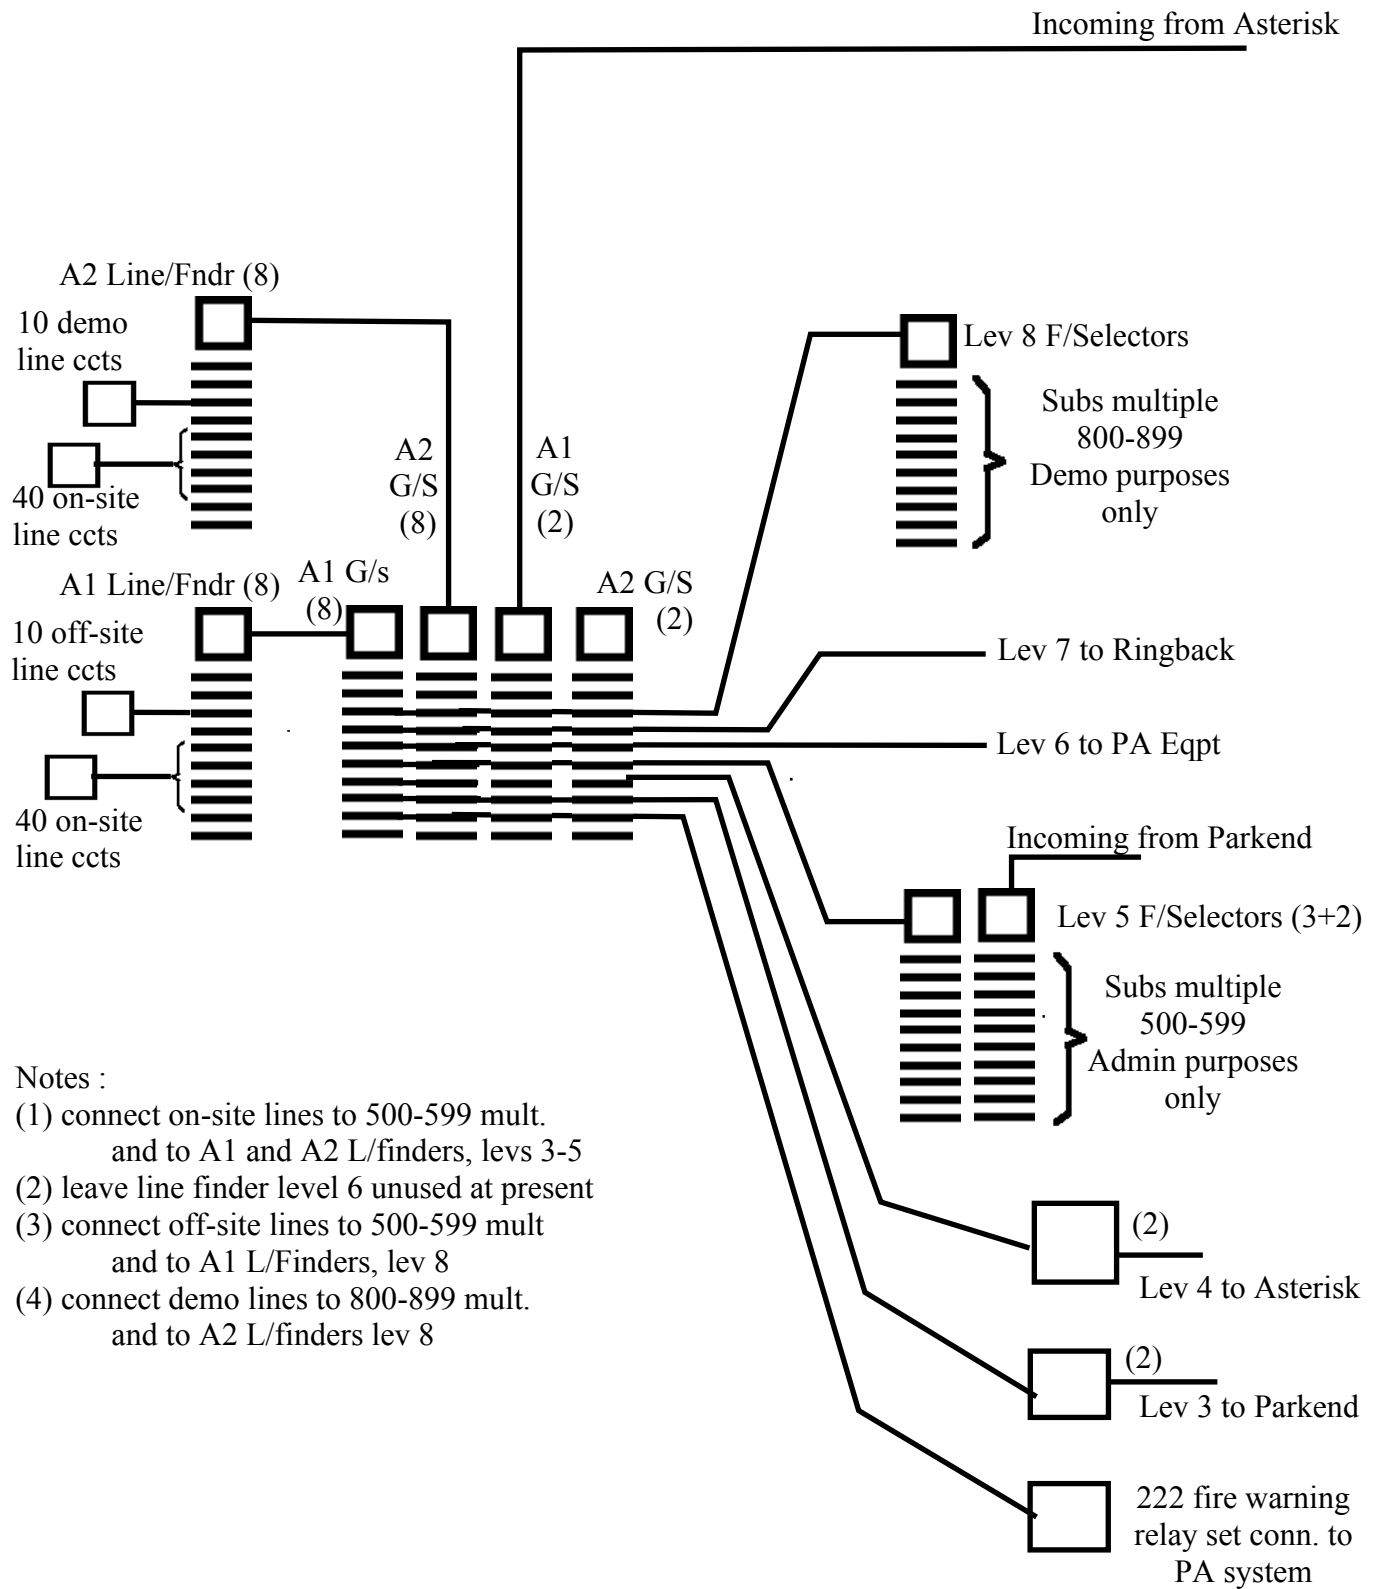 Incoming from Asterisk
A2 Line/Fndr (8)
10 demo
line ccts
40 on-site
line ccts
A2
G/S
(8)
A1
G/S
(2)
Lev 8 F/Selectors
Subs multiple
800-899
Demo purposes
only
A1 Line/Fndr (8)
A1 G/s
(8)
A2 G/S
(2)
10 off-site
line ccts
40 on-site
line ccts
Lev 7 to Ringback
Lev 6 to PA Eqpt
Incoming from Parkend
Lev 5 F/Selectors (3+2)
Subs multiple
500-599
Admin purposes
only
Notes :
(1) connect on-site lines to 500-599 mult.
and to A1 and A2 L/finders, levs 3-5
(2) leave line finder level 6 unused at present
(3) connect off-site lines to 500-599 mult
and to A1 L/Finders, lev 8
(4) connect demo lines to 800-899 mult.
and to A2 L/finders lev 8
(2)
Lev 4 to Asterisk
(2)
Lev 3 to Parkend
222 fire warning
relay set conn. to
PA system